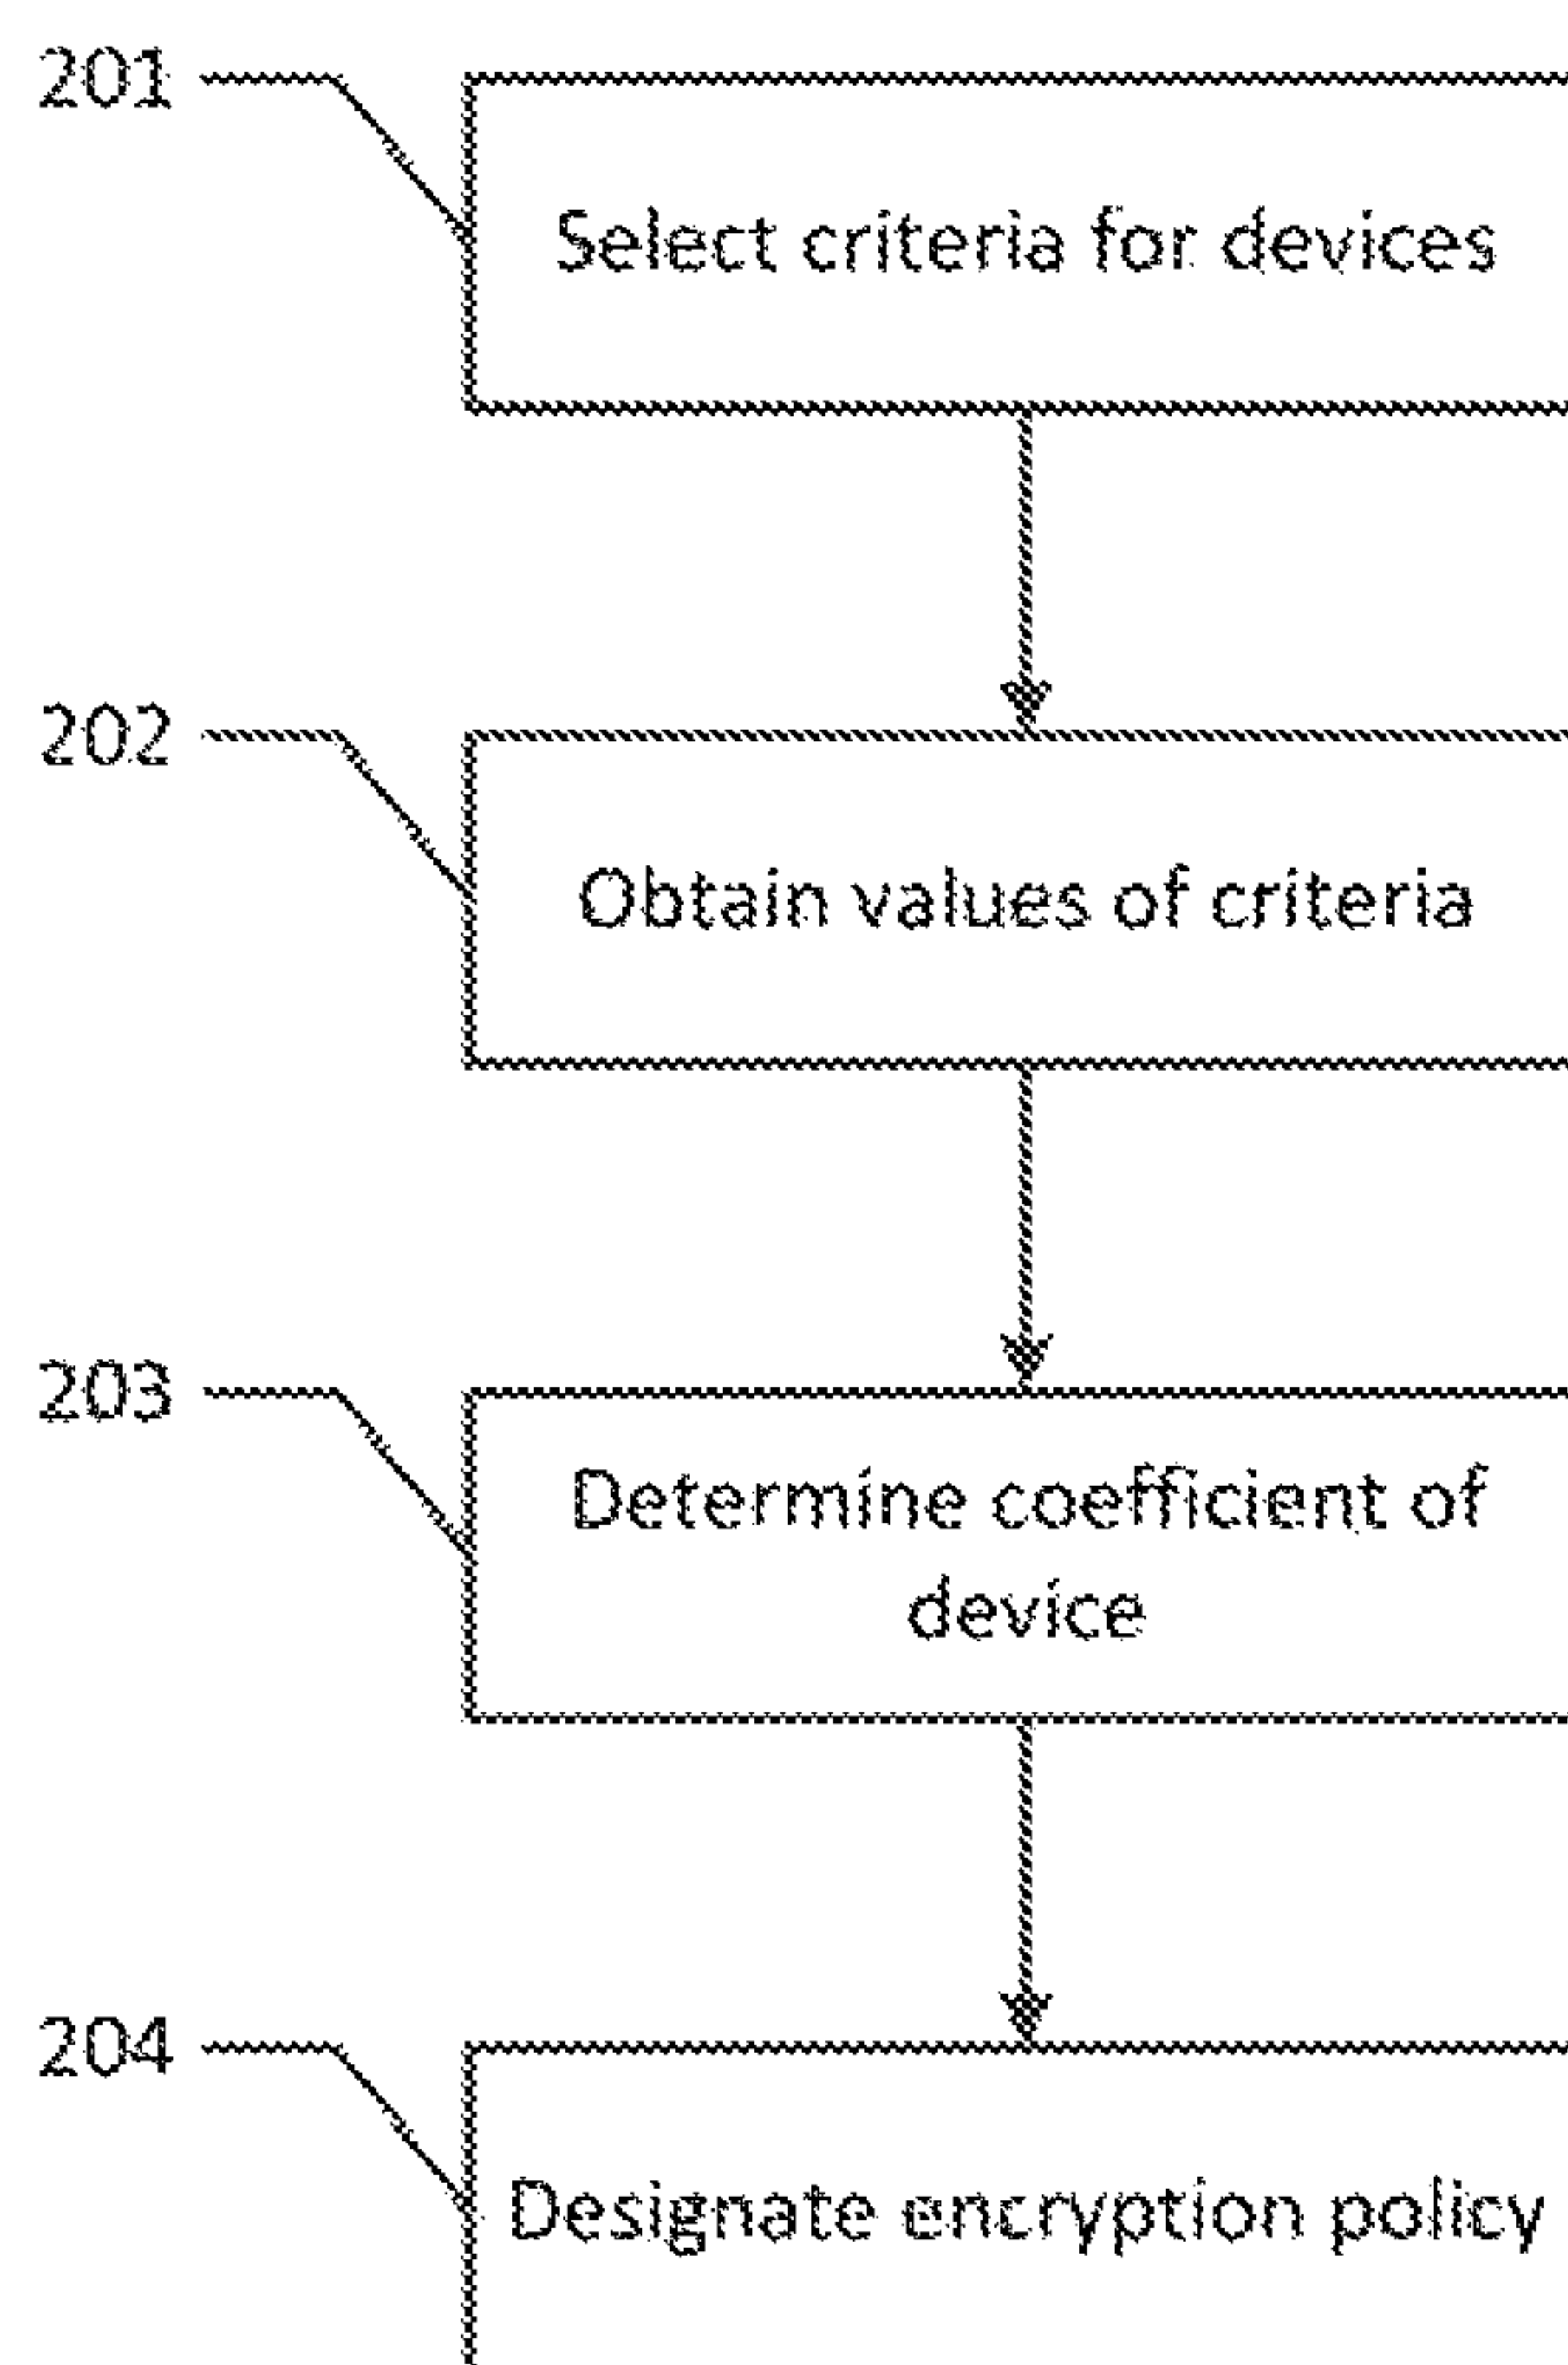 201
Select criteria for devices
202
Obtain values of criteria
203
Determine coefficient of
device
204
Designate encryption policy